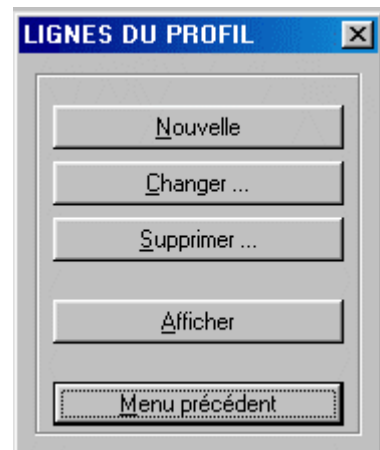 LIGNES DU PROFIL
Nouvelle
Changer ...
Supprimer ...
Afficher
Menu précédent